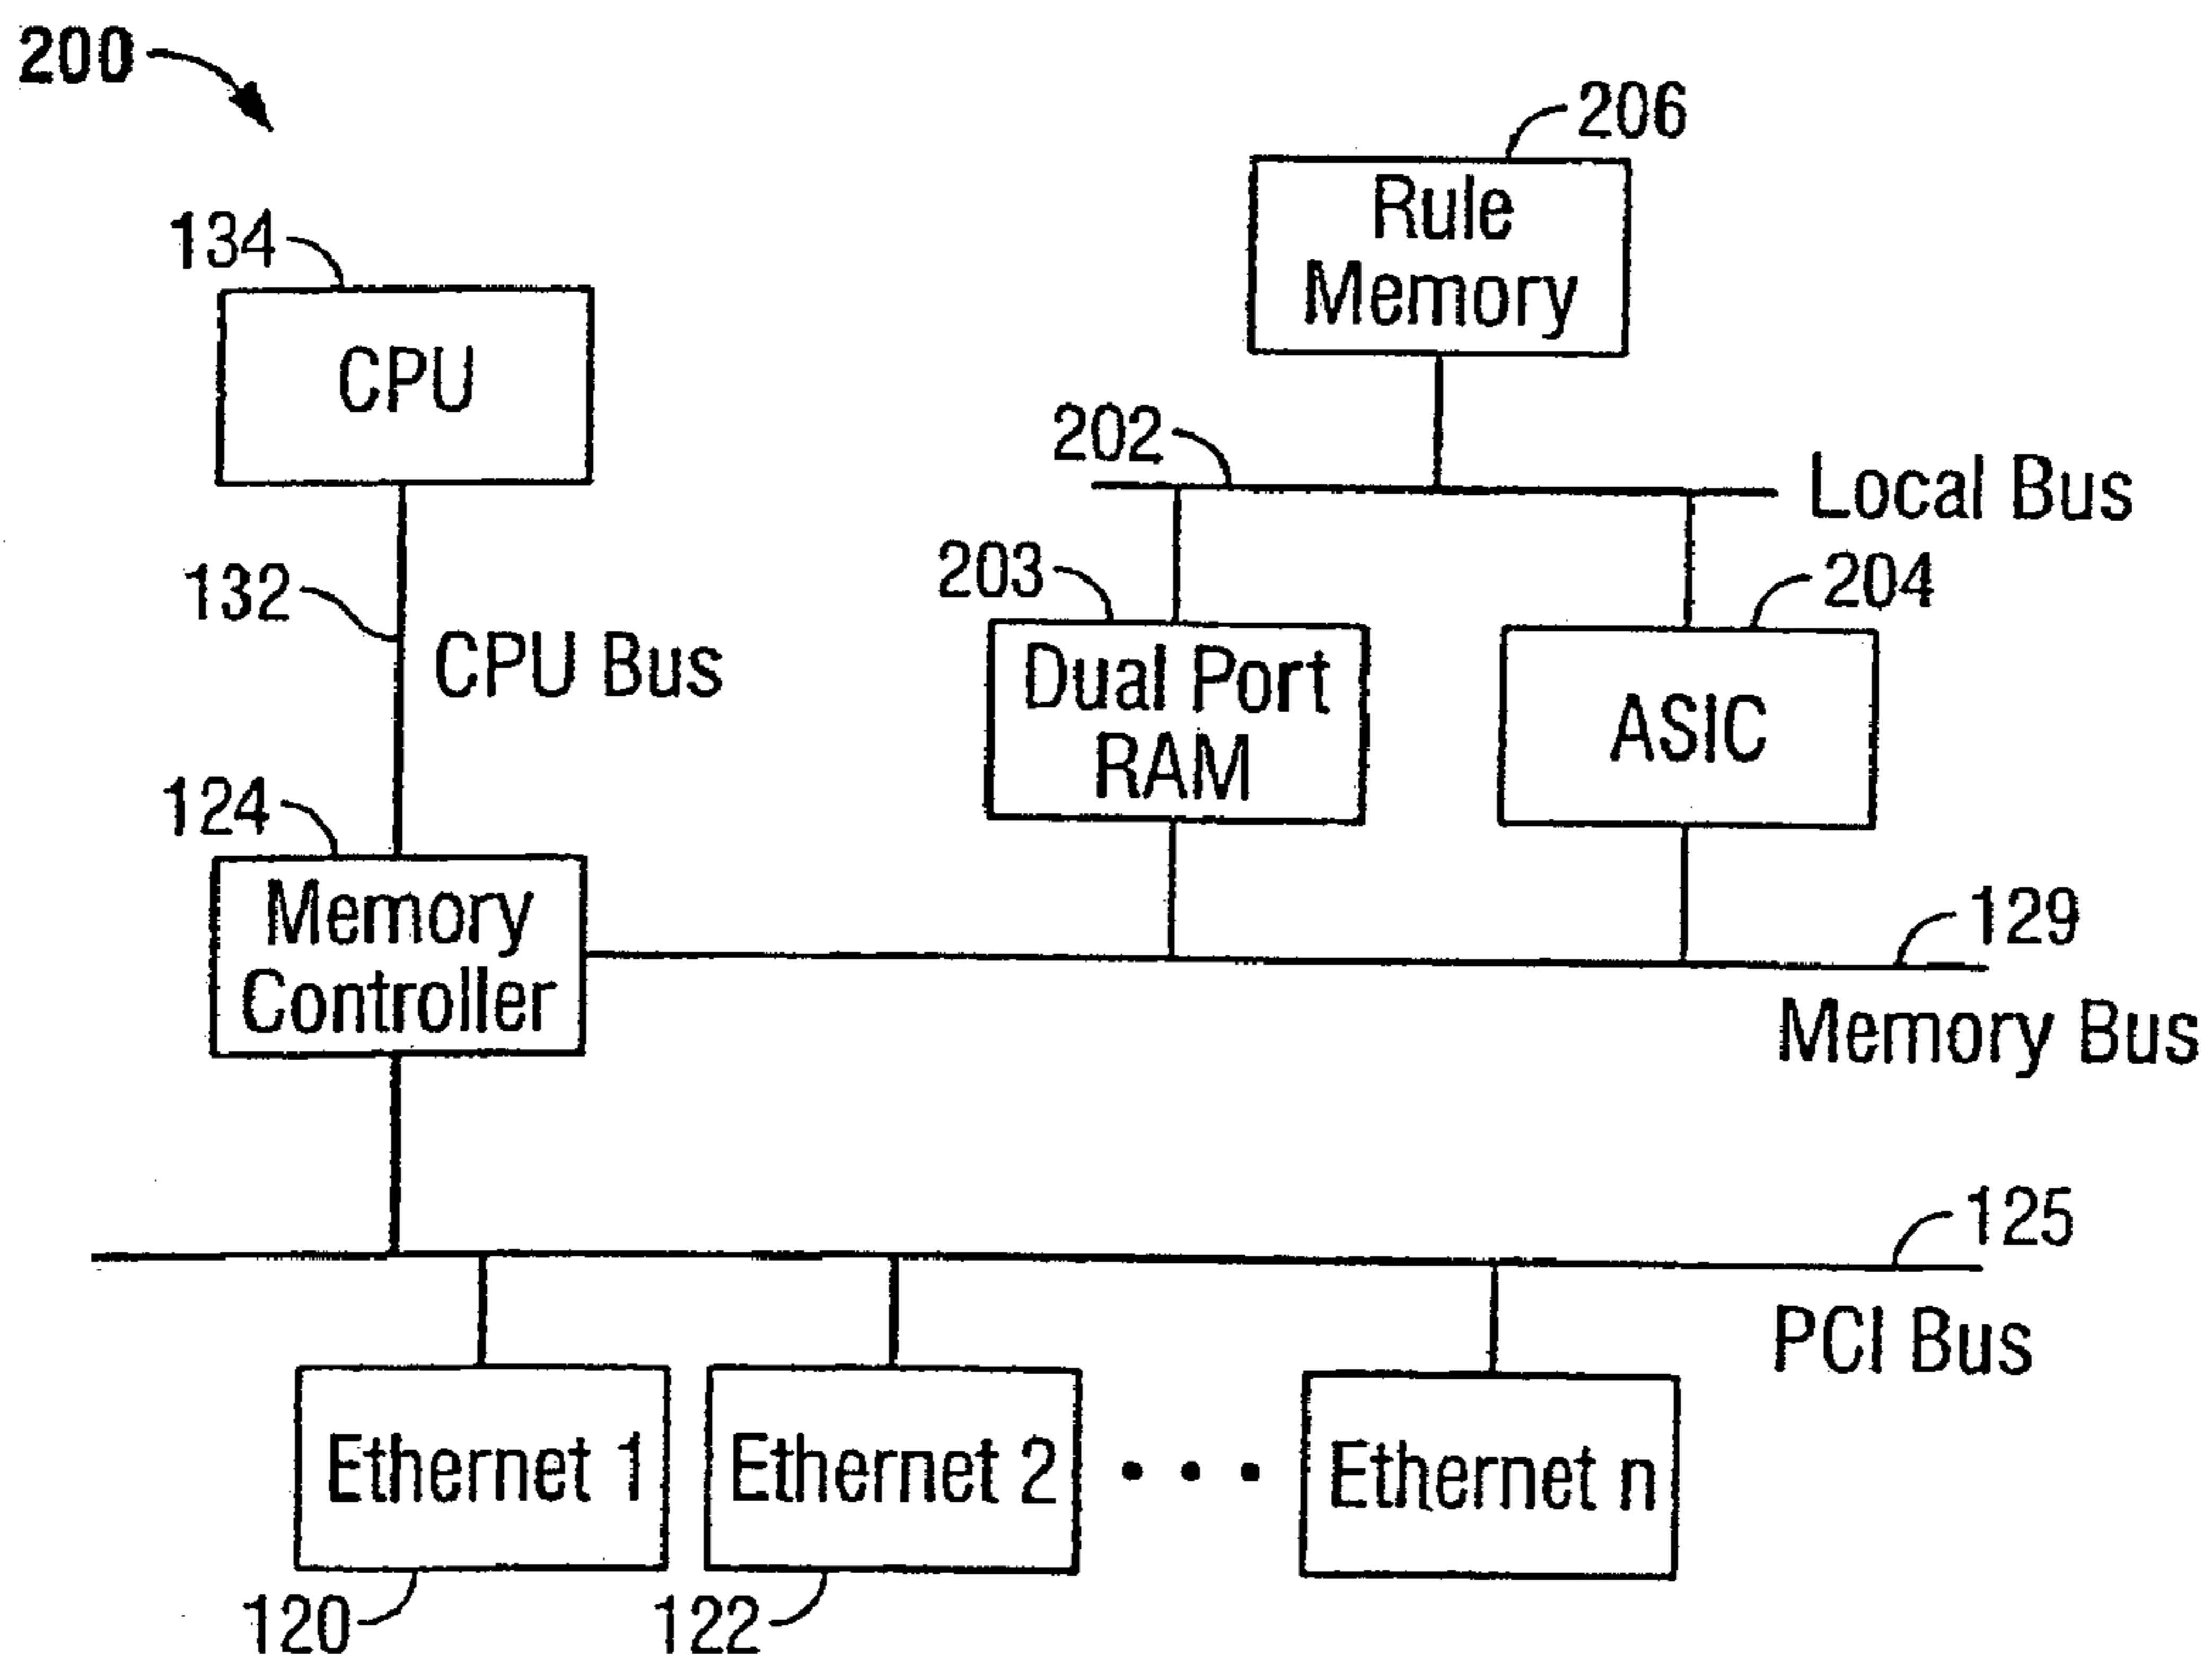 200
206
Rule
Memory
134
CPU
202
Local Bus
203
204
132
CPU Bus
Dual Port
RAM
ASIC
124
Memory
Controller
129
Memory Bus
125
PCI Bus
Ethernet 1
Ethernet 2
• • •
Ethernet n
120
122